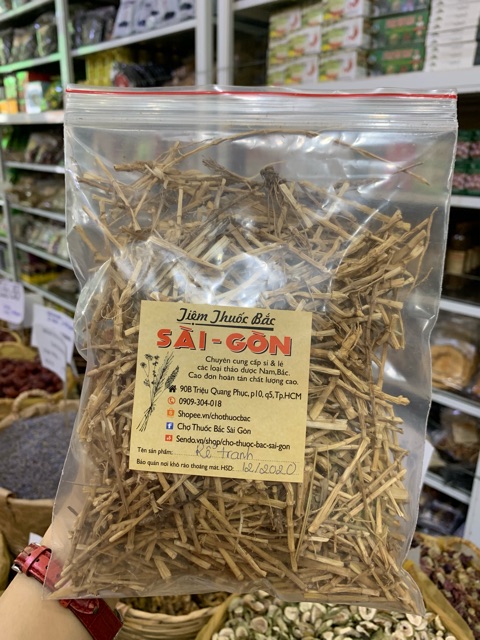 Tiệm Thuốc Bắc
SÀI-GÒN
Chuyên cung cấp sỉ & lẻ
các loại thảo dược Nam,Bắc.
Cao đơn hoàn tán chất lượng cao.
90B Triệu Quang Phục, p10, q5, Tp.HCM
0909-304-018
Shopee.vn/chothuocbac
Chợ Thuốc Bắc Sài Gòn
Sendo.vn/shop/cho-thuoc-bac-sai-gon
Tên sản phẩm: Rễ tranh
Bảo quản nơi khô ráo thoáng mát. HSD: 12/2020